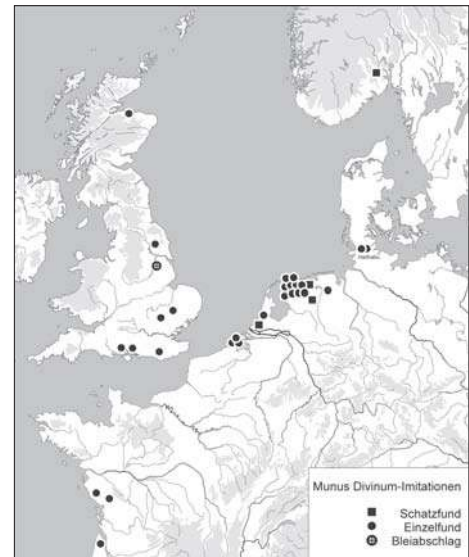 Munus Divinum-Imitationen
Schatzfund
Einzelfund
Bleiabschlag